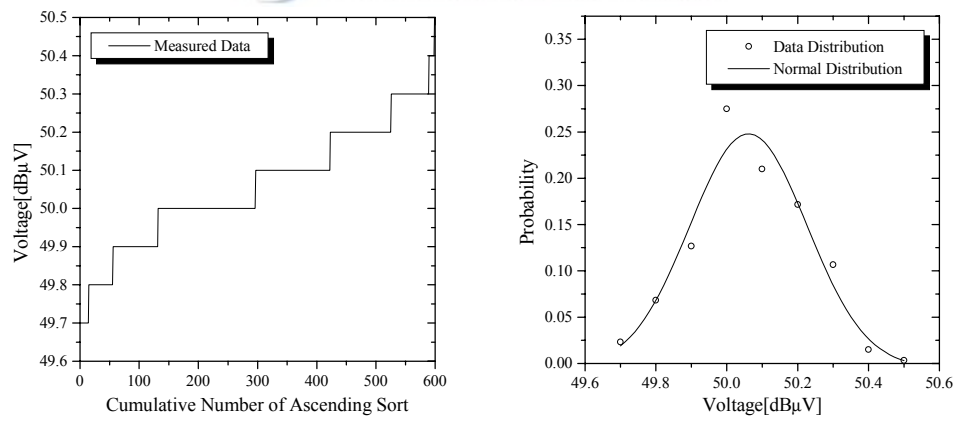 50.5
50.4
50.3
50.2
50.1
50.0
49.9
49.8
49.7
49.6
Voltage[dBµV]
Measured Data
0 100 200 300 400 500 600
Cumulative Number of Ascending Sort
0.35
0.30
0.25
0.20
0.15
0.10
0.05
0.00
Probability
Data Distribution
Normal Distribution
49.6 49.8 50.0 50.2 50.4 50.6
Voltage[dBµV]